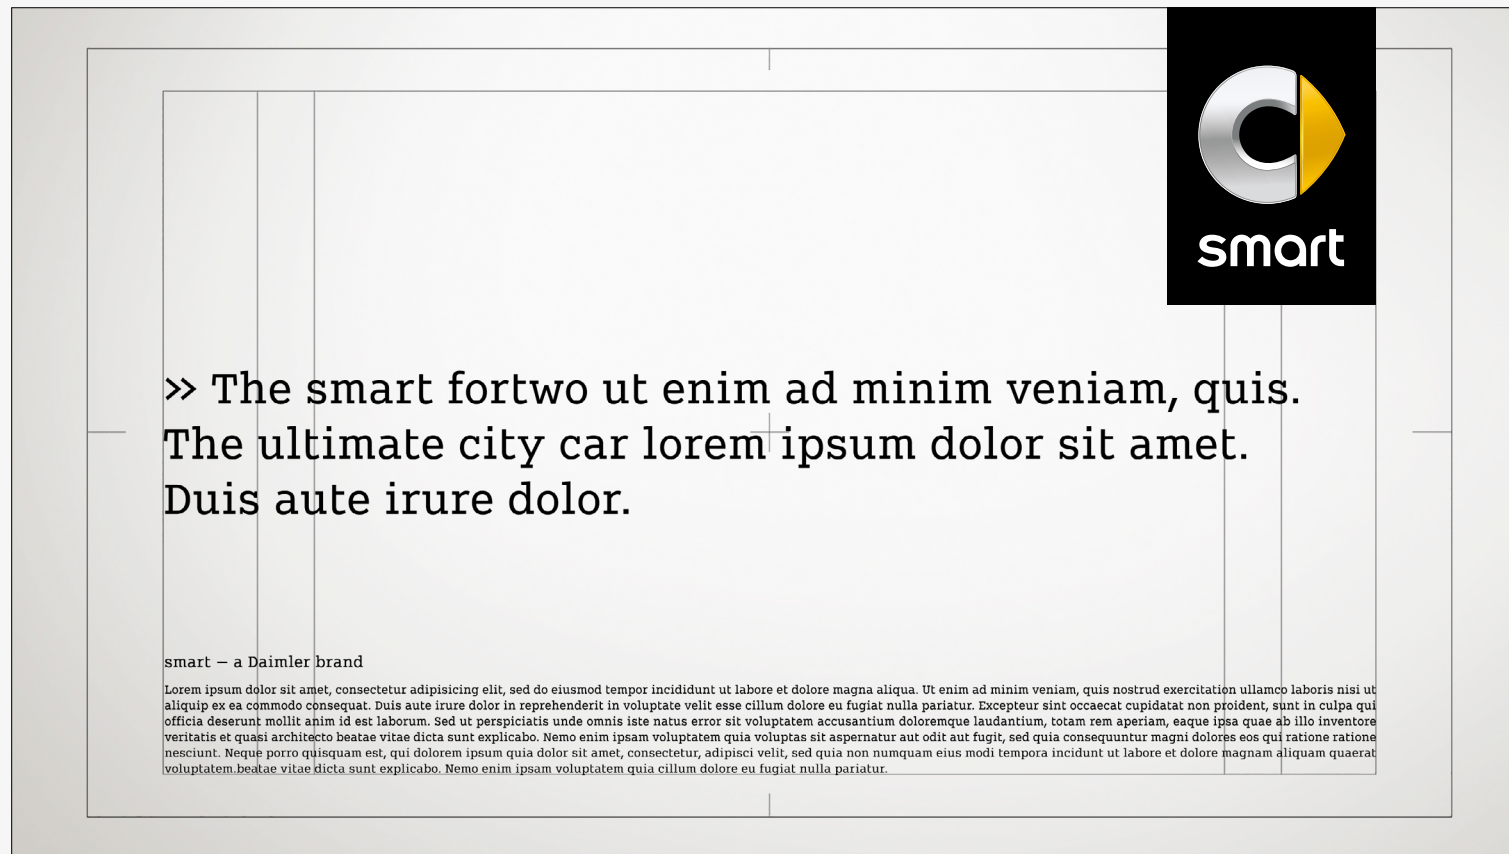 smart
» The smart fortwo ut enim ad minim veniam, quis.
The ultimate city car lorem ipsum dolor sit amet.
Duis aute irure dolor.
smart – a Daimler brand
Lorem ipsum dolor sit amet, consectetur adipisicing elit, sed do eiusmod tempor incididunt ut labore et dolore magna aliqua. Ut enim ad minim veniam, quis nostrud exercitation ullamco laboris nisi ut
aliquip ex ea commodo consequat. Duis aute irure dolor in reprehenderit in voluptate velit esse cillum dolore eu fugiat nulla pariatur. Excepteur sint occaecat cupidatat non proident, sunt in culpa qui
officia deserunt mollit anim id est laborum. Sed ut perspiciatis unde omnis iste natus error sit voluptatem accusantium doloremque laudantium, totam rem aperiam, eaque ipsa quae ab illo inventore
veritatis et quasi architecto beatae vitae dicta sunt explicabo. Nemo enim ipsam voluptatem quia voluptas sit aspernatur aut odit aut fugit, sed quia consequuntur magni dolores eos qui ratione ratione
nesciunt. Neque porro quisquam est, qui dolorem ipsum quia dolor sit amet, consectetur, adipisci velit, sed quia non numquam eius modi tempora incidunt ut labore et dolore magnam aliquam quaerat
voluptatem.beatae vitae dicta sunt explicabo. Nemo enim ipsam voluptatem quia cillum dolore eu fugiat nulla pariatur.